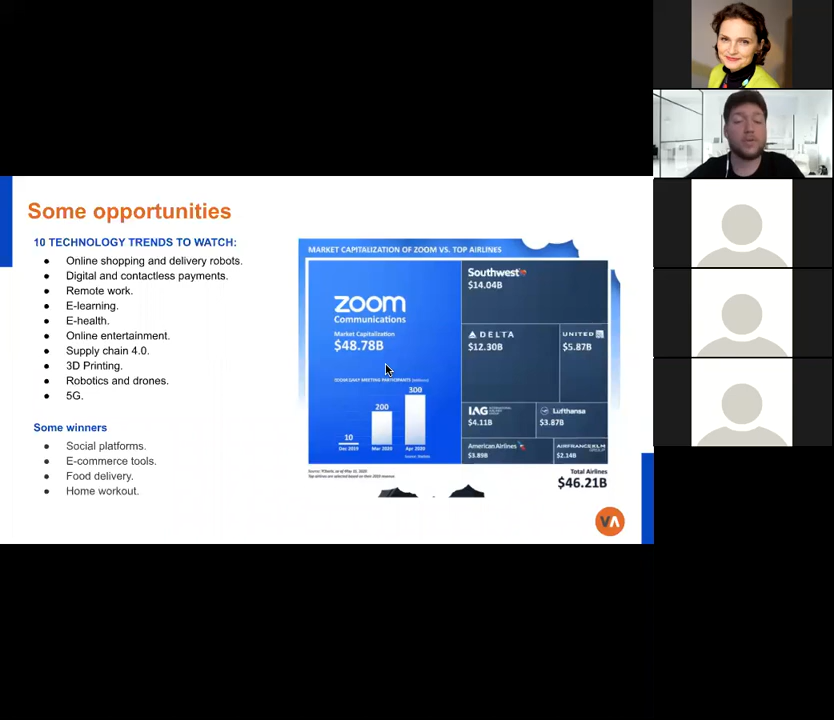 Some opportunities
10 TECHNOLOGY TRENDS TO WATCH:
● Online shopping and delivery robots.
● Digital and contactless payments.
● Remote work.
● E-learning.
● E-health.
● Online entertainment.
● Supply chain 4.0.
● 3D Printing.
● Robotics and drones.
● 5G.
Some winners
● Social platforms.
● E-commerce tools.
● Food delivery.
● Home workout.
MARKET CAPITALIZATION OF ZOOM VS. TOP AIRLINES
zoom
Communications
Market Capitalization
$48.78B
ZOOM DAILY MEETING PARTICIPANTS (Millions)
10
200
300
Dec 2019
Mar 2020
Apr 2020
Southwest
$14.04B
DELTA
$12.30B
UNITED
$5.87B
IAG INTERNATIONAL AIRLINES GROUP
$4.11B
Lufthansa
$3.87B
American Airlines
$3.89B
AIRFRANCE KLM
GROUP
$2.14B
Total Airlines
$46.21B
VA